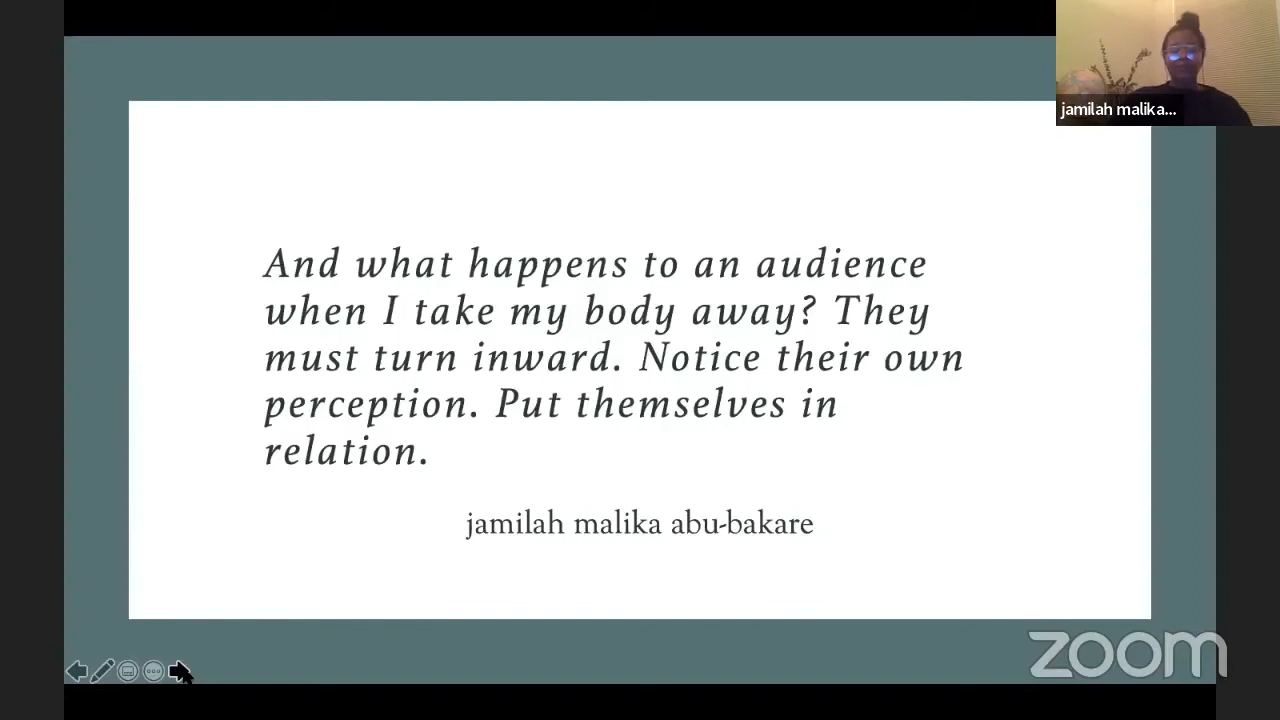 jamilah malika...
And what happens to an audience
when I take my body away? They
must turn inward. Notice their own
perception. Put themselves in
relation.
jamilah malika abu-bakare
zoom